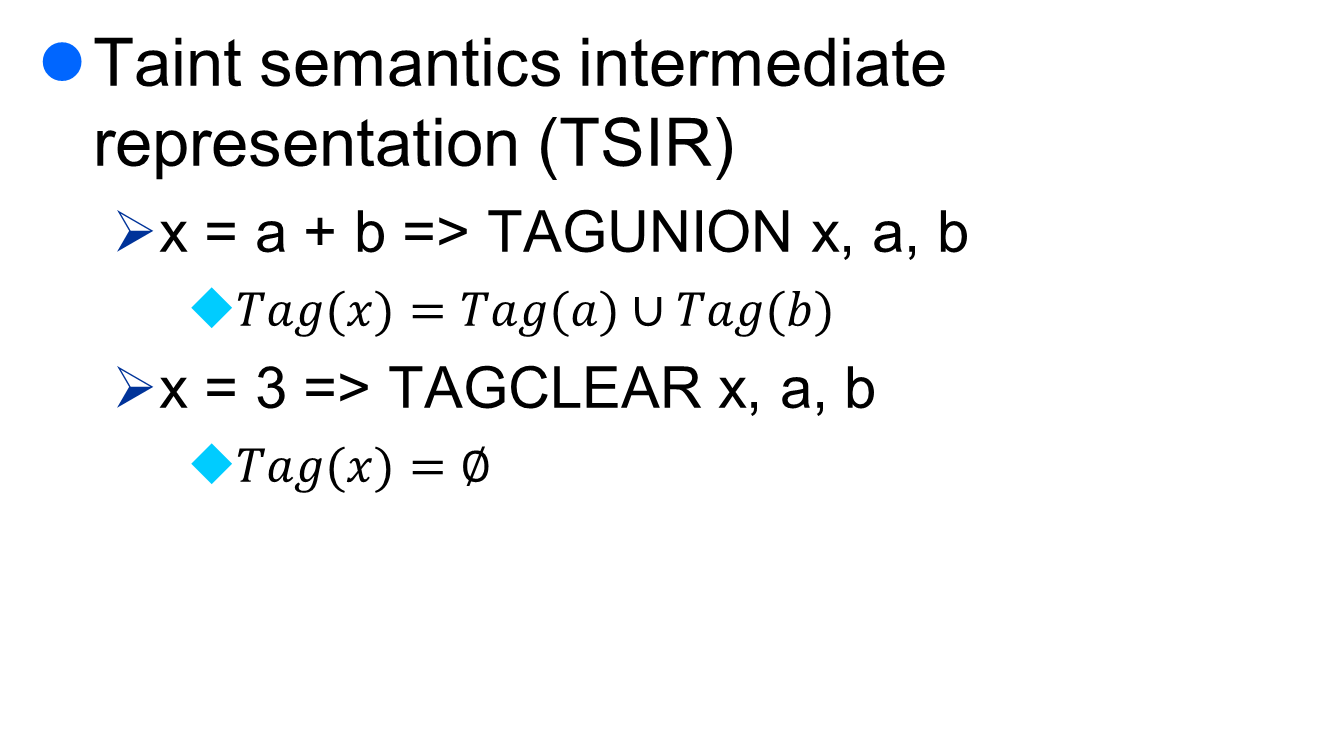 Taint semantics intermediate
representation (TSIR)
x = a + b => TAGUNION x, a, b
𝑇𝑎𝑔(𝑥) = 𝑇𝑎𝑔(𝑎) ∪ 𝑇𝑎𝑔(𝑏)
x = 3 => TAGCLEAR x, a, b
𝑇𝑎𝑔(𝑥) = ∅